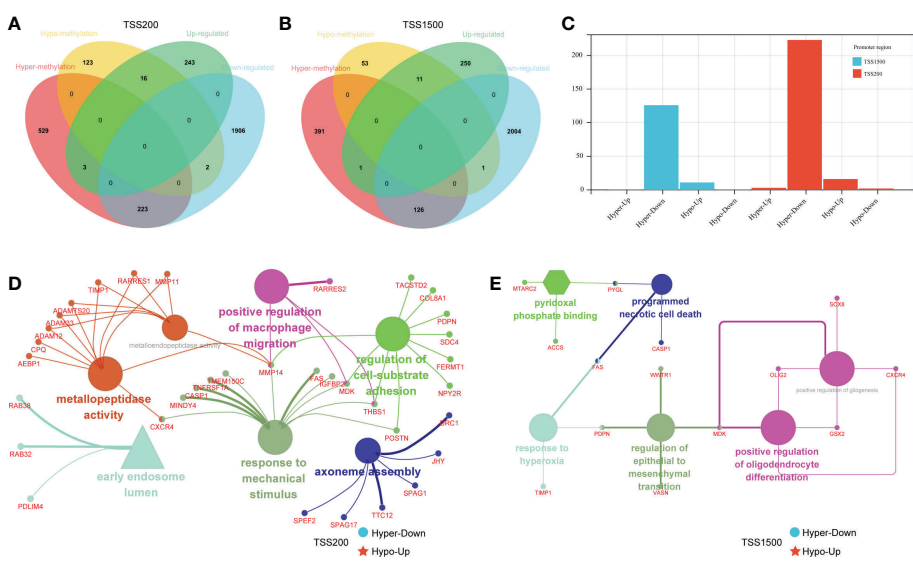 A
TSS200
Hypo-methylation
Up-regulated
Hyper-methylation
Down-regulated
123
243
16
0
0
529
0
0
1906
0
3
0
0
2
223
B
TSS1500
Hypo-methylation
Up-regulated
Hyper-methylation
Down-regulated
53
250
11
0
0
391
0
0
2004
0
1
0
0
1
126
C
200
150
100
50
0
Promoter region
TSS1500
TSS200
Hyper-Up
Hypo-Down
Hypo-Up
Hypo-Down
Hyper-Up
Hyper-Down
Hypo-Up
Hypo-Down
D
RARRES1
MMP11
TIMP1
ADAMTS20
ADAM33
ADAM12
CPQ
AEBP1
metalloendopeptidase activity
metallopeptidase
activity
RARRES2
positive regulation
of macrophage
migration
TACSTD2
COL8A1
PDPN
SDC4
FERMT1
NPY2R
regulation of
cell-substrate
adhesion
MMP14
TMEM150C
TNFRSF1A
CASP1
MINDY4
CXCR4
FAS
IGFBP2
MDK
THBS1
POSTN
RAB38
RAB32
PDLIM4
early endosome
lumen
response to
mechanical
stimulus
axoneme assembly
JHY
SPAG1
TTC12
SPAG17
SPEF2
TSS200
Hyper-Down
Hypo-Up
E
MTARC2
PYGL
pyridoxal
phosphate binding
programmed
necrotic cell death
ACCS
CASP1
FAS
WWTR1
SOX8
OLIG2
CXCR4
positive regulation of gliogenesis
PDPN
MDK
GSX2
response to
hyperoxia
regulation of
epithelial to
mesenchymal
transition
positive regulation
of oligodendrocyte
differentiation
TIMP1
VASN
TSS1500
Hyper-Down
Hypo-Up